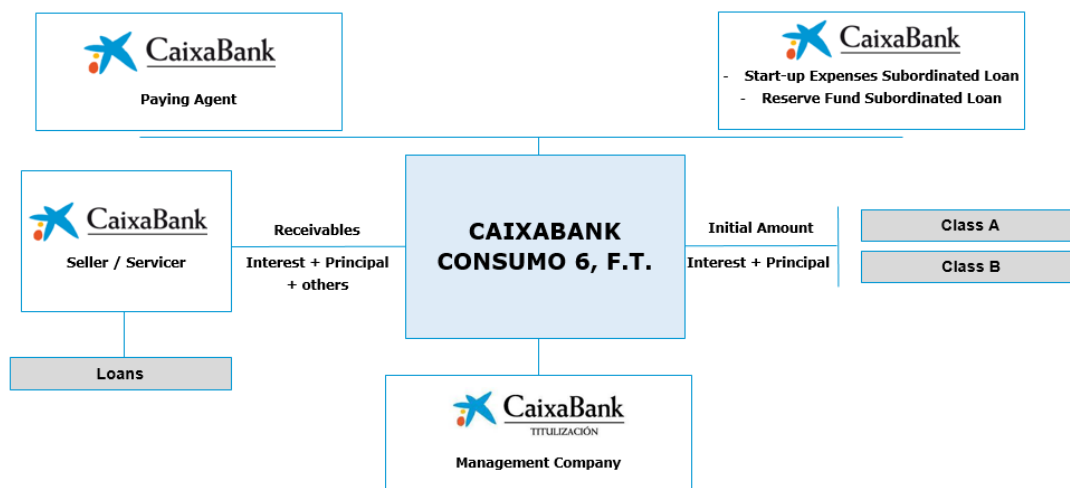 CaixaBank
Paying Agent
CaixaBank
- Start-up Expenses Subordinated Loan
- Reserve Fund Subordinated Loan
CaixaBank
Seller / Servicer
Receivables
Interest + Principal
+ others
CAIXABANK
CONSUMO 6, F.T.
Initial Amount
Interest + Principal
Class A
Class B
Loans
CaixaBank
TITULIZACIÓN
Management Company